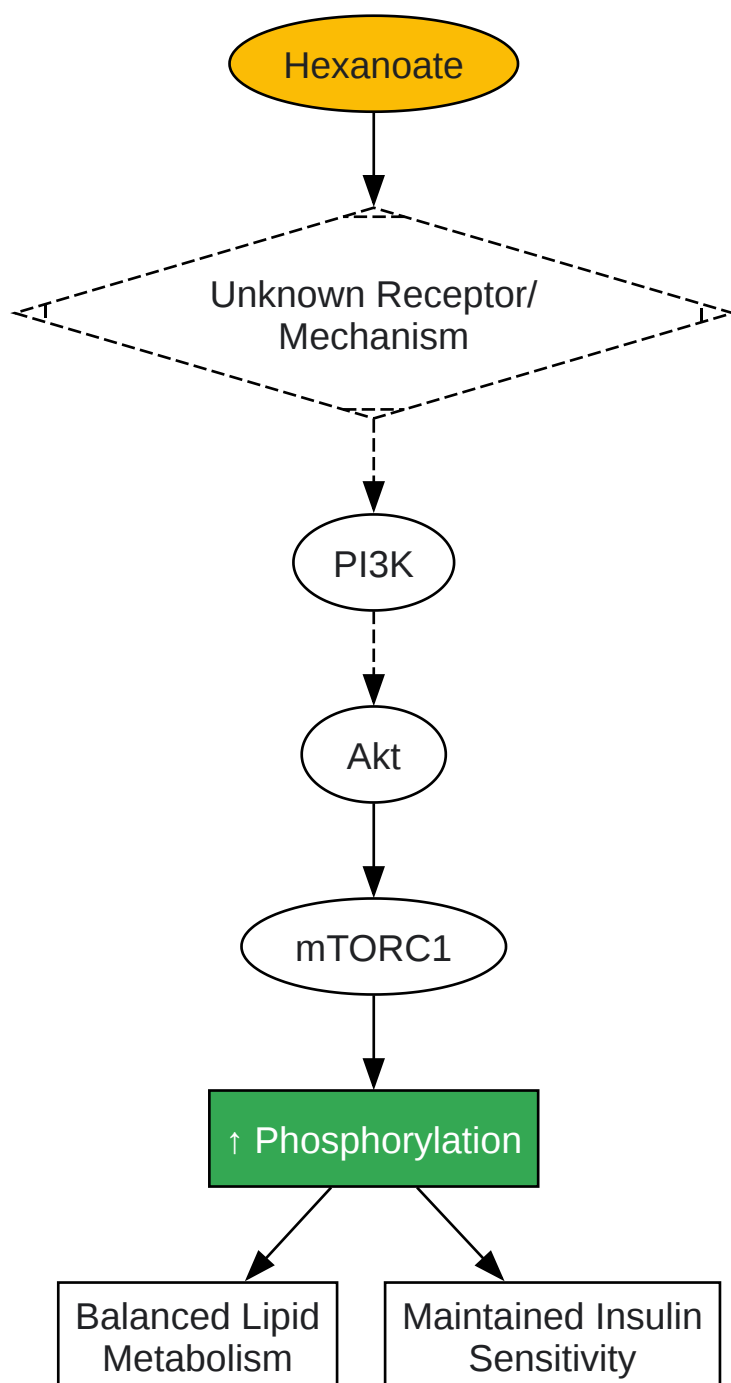 Hexanoate
Unknown Receptor/
Mechanism
PI3K
Akt
mTORC1
↑ Phosphorylation
Balanced Lipid
Metabolism
Maintained Insulin
Sensitivity